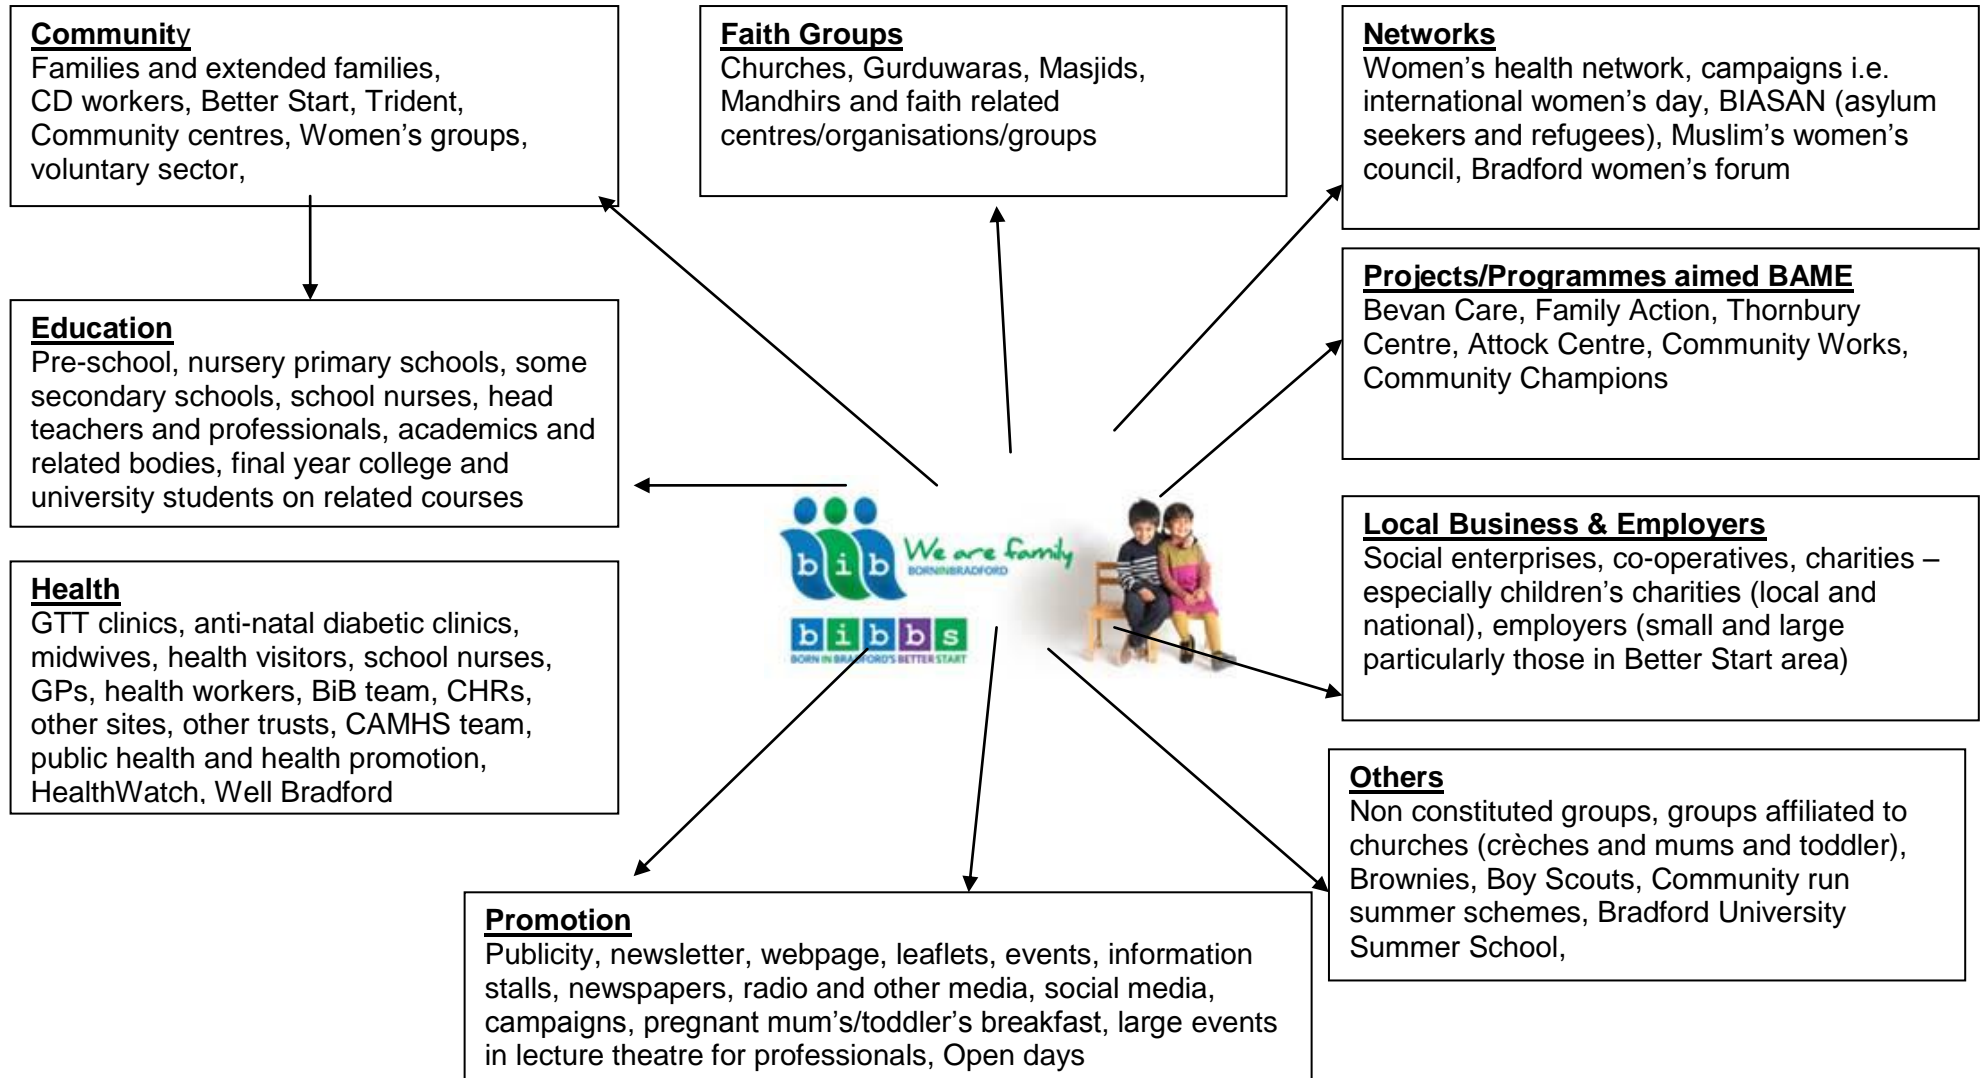 Community
Families and extended families,
CD workers, Better Start, Trident,
Community centres, Women's groups,
voluntary sector,
Faith Groups
Churches, Gurduwaras, Masjids,
Mandhirs and faith related
centres/organisations/groups
Networks
Women's health network, campaigns i.e.
international women's day, BIASAN (asylum
seekers and refugees), Muslim's women's
council, Bradford women's forum
Projects/Programmes aimed BAME
Bevan Care, Family Action, Thornbury
Centre, Attock Centre, Community Works,
Community Champions
Education
Pre-school, nursery primary schools, some
secondary schools, school nurses, head
teachers and professionals, academics and
related bodies, final year college and
university students on related courses
bib
We are family
BORNINBRADFORD
bibbs
BORN IN BRADFORD'S BETTER START
Local Business & Employers
Social enterprises, co-operatives, charities –
especially children's charities (local and
national), employers (small and large
particularly those in Better Start area)
Health
GTT clinics, anti-natal diabetic clinics,
midwives, health visitors, school nurses,
GPs, health workers, BiB team, CHRs,
other sites, other trusts, CAMHS team,
public health and health promotion,
HealthWatch, Well Bradford
Others
Non constituted groups, groups affiliated to
churches (crèches and mums and toddler),
Brownies, Boy Scouts, Community run
summer schemes, Bradford University
Summer School,
Promotion
Publicity, newsletter, webpage, leaflets, events, information
stalls, newspapers, radio and other media, social media,
campaigns, pregnant mum's/toddler's breakfast, large events
in lecture theatre for professionals, Open days